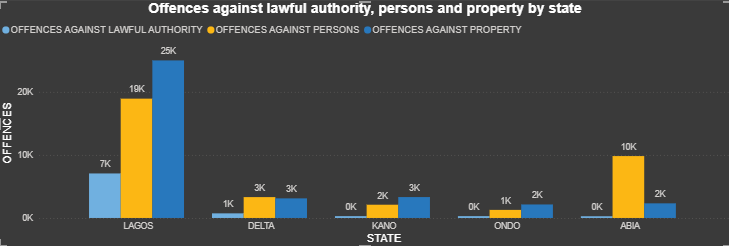 Offences against lawful authority, persons and property by state
OFFENCES AGAINST LAWFUL AUTHORITY OFFENCES AGAINST PERSONS OFFENCES AGAINST PROPERTY
OFFENCES
20K
10K
0K
7K 19K 25K
1K 3K 3K
0K 2K 3K
0K 1K 2K
0K 10K 2K
LAGOS DELTA KANO ONDO ABIA
STATE